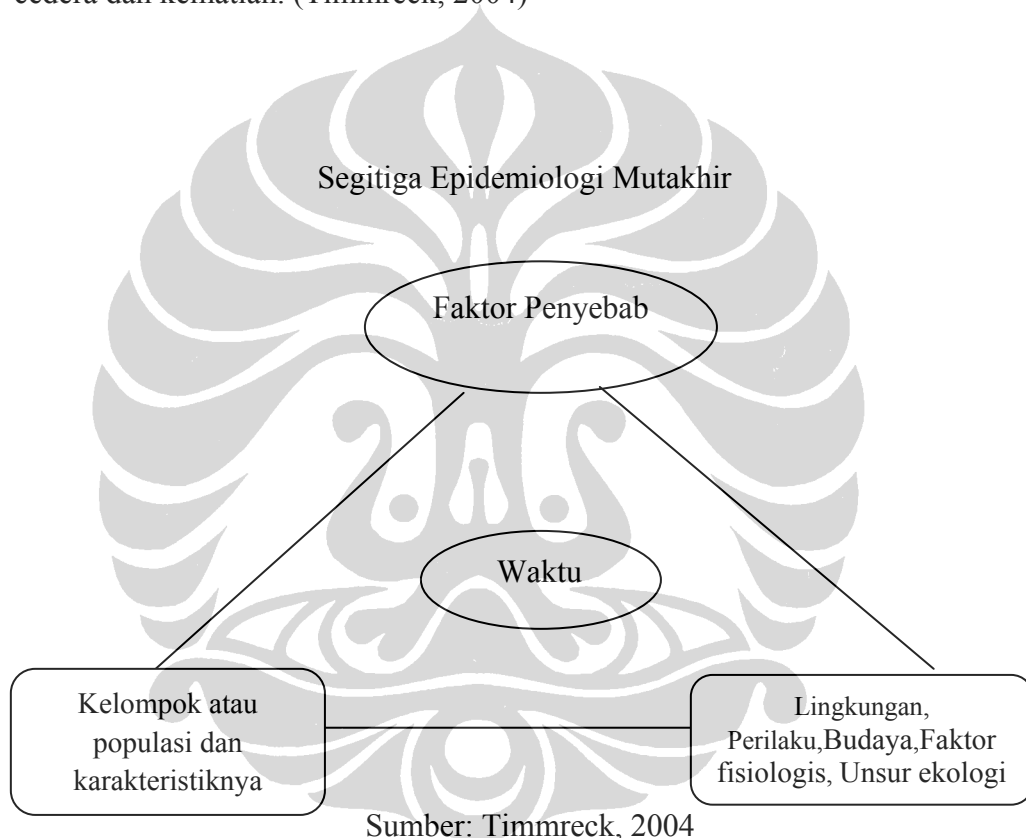 cedera dan kematian. (Timmreck, 2004)
Segitiga Epidemiologi Mutakhir
Faktor Penyebab
Waktu
Kelompok atau
populasi dan
karakteristiknya
Lingkungan,
Perilaku,Budaya,Faktor
fisiologis, Unsur ekologi
Sumber: Timmreck, 2004